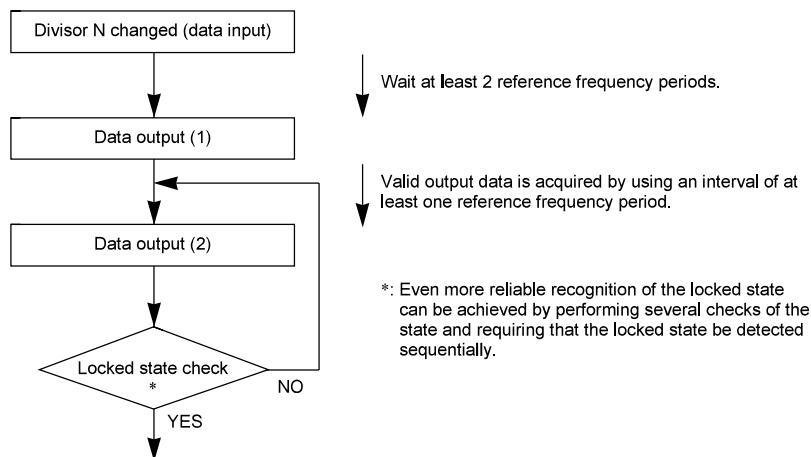 Divisor N changed (data input)
Wait at least 2 reference frequency periods.
Data output (1)
Valid output data is acquired by using an interval of at
least one reference frequency period.
Data output (2)
*: Even more reliable recognition of the locked state
can be achieved by performing several checks of the
state and requiring that the locked state be detected
sequentially.
Locked state check
*
NO
YES